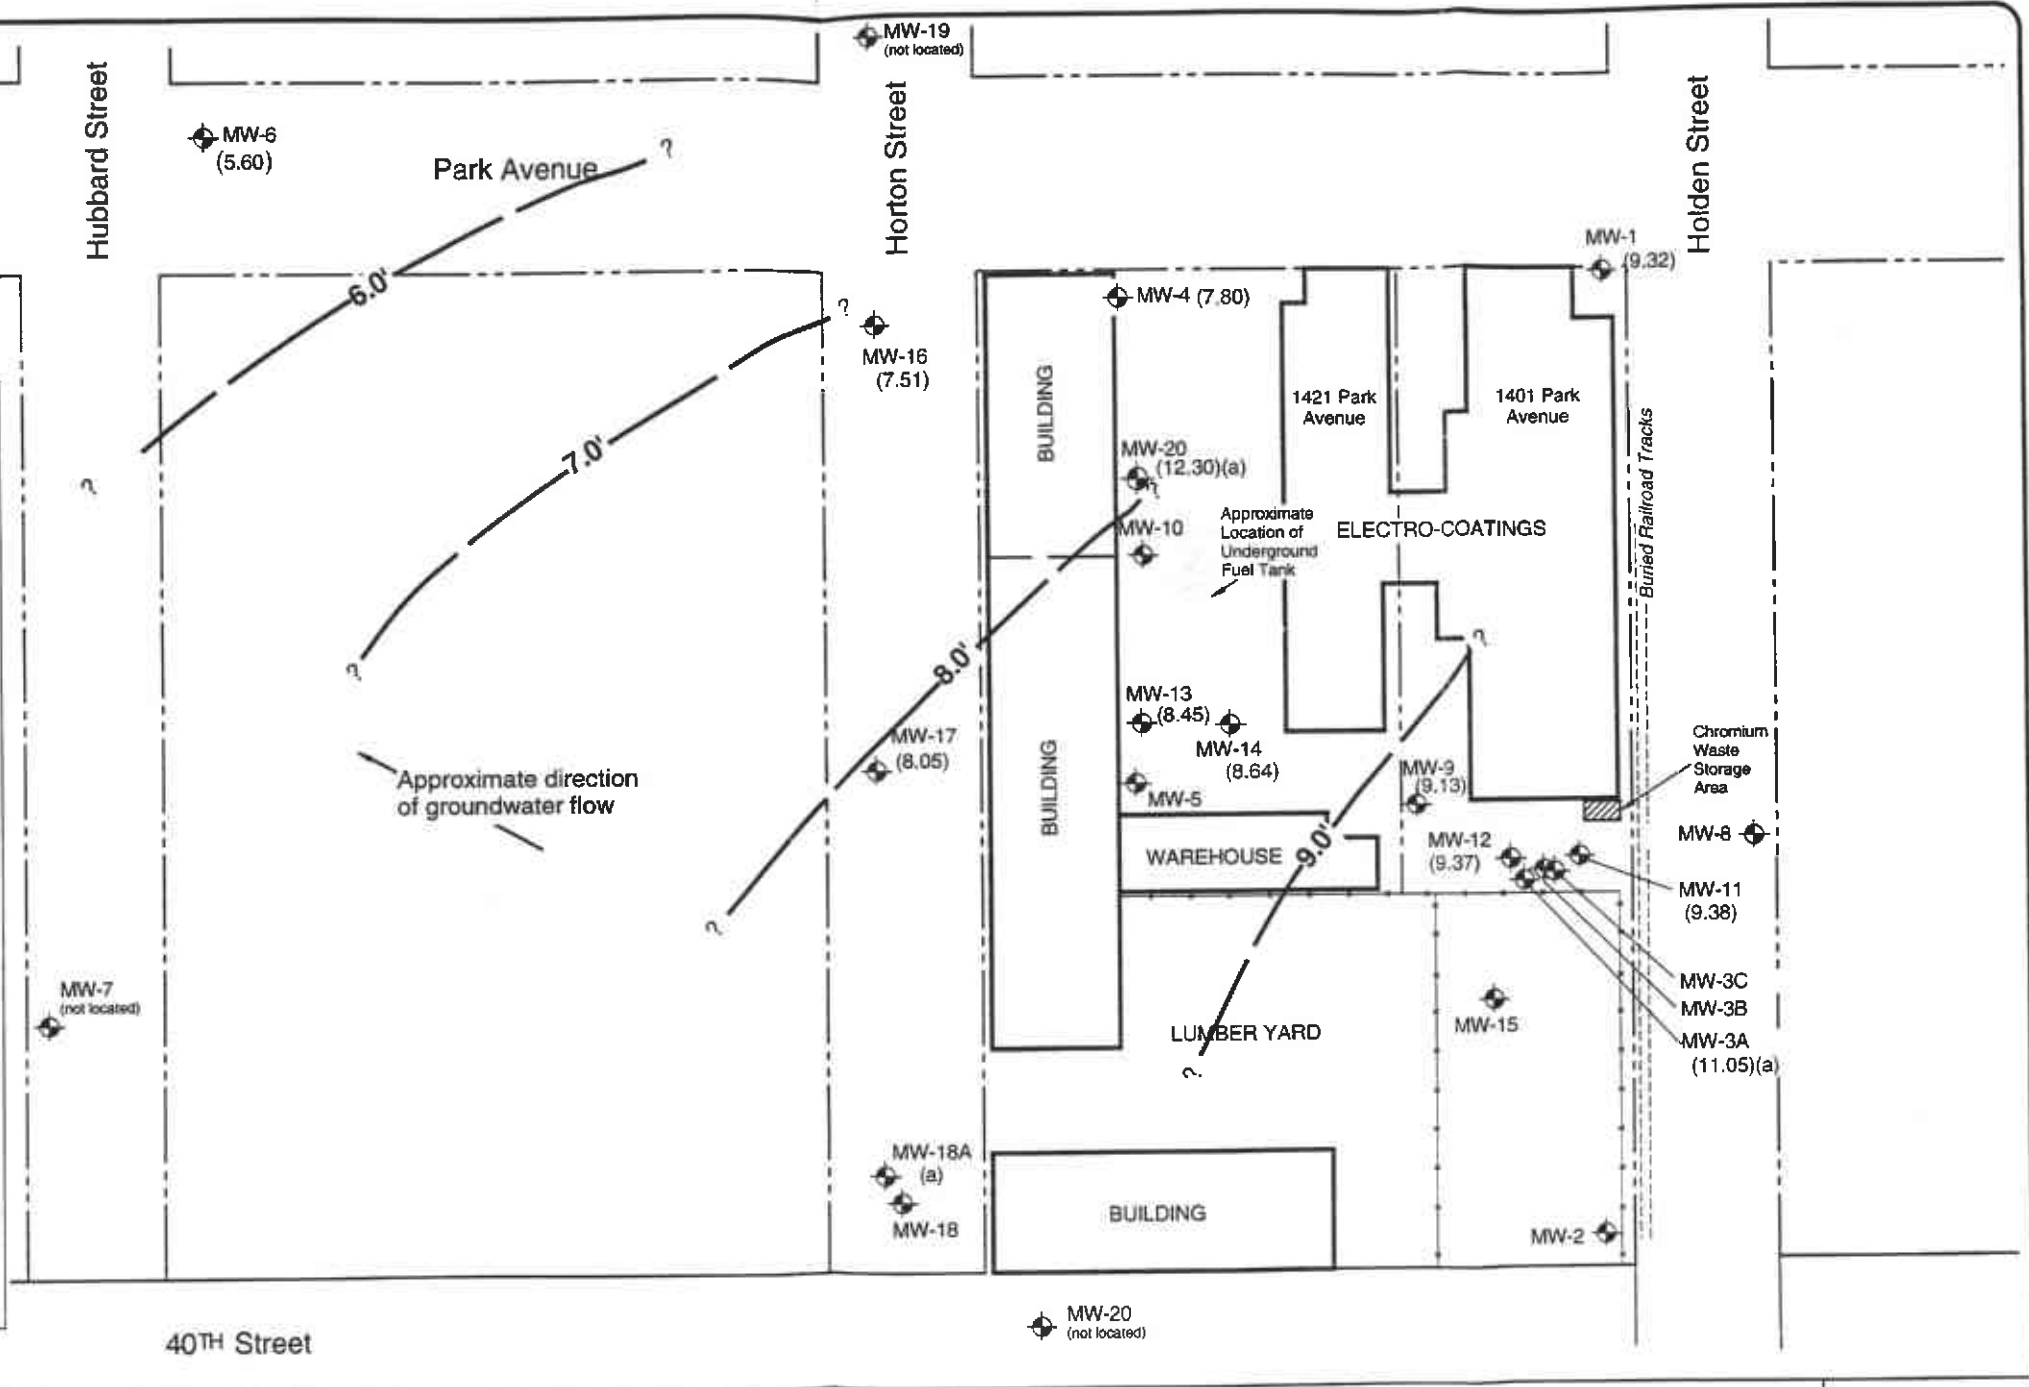 MW-19
(not located)
Hubbard Street
MW-6
(5.60)
Park Avenue
?
Horton Street
Holden Street
MW-1
(9.32)
6.0'
?
MW-4 (7.80)
MW-16
(7.51)
BUILDING
1421 Park
Avenue
1401 Park
Avenue
Buried Railroad Tracks
7.0'
?
MW-20
(12.30)(a)
?
MW-10
Approximate
Location of
Underground
Fuel Tank
ELECTRO-COATINGS
?
8.0'
?
MW-13
(8.45)
MW-14
(8.64)
MW-17
(8.05)
Approximate direction
of groundwater flow
BUILDING
MW-5
MW-9
(9.13)
Chromium
Waste
Storage
Area
MW-8
WAREHOUSE
9.0'
MW-12
(9.37)
MW-11
(9.38)
?
MW-3C
MW-3B
MW-3A
(11.05)(a)
MW-7
(not located)
LUMBER YARD
MW-15
?
MW-18A
(a)
MW-18
BUILDING
MW-2
MW-20
(not located)
40TH Street